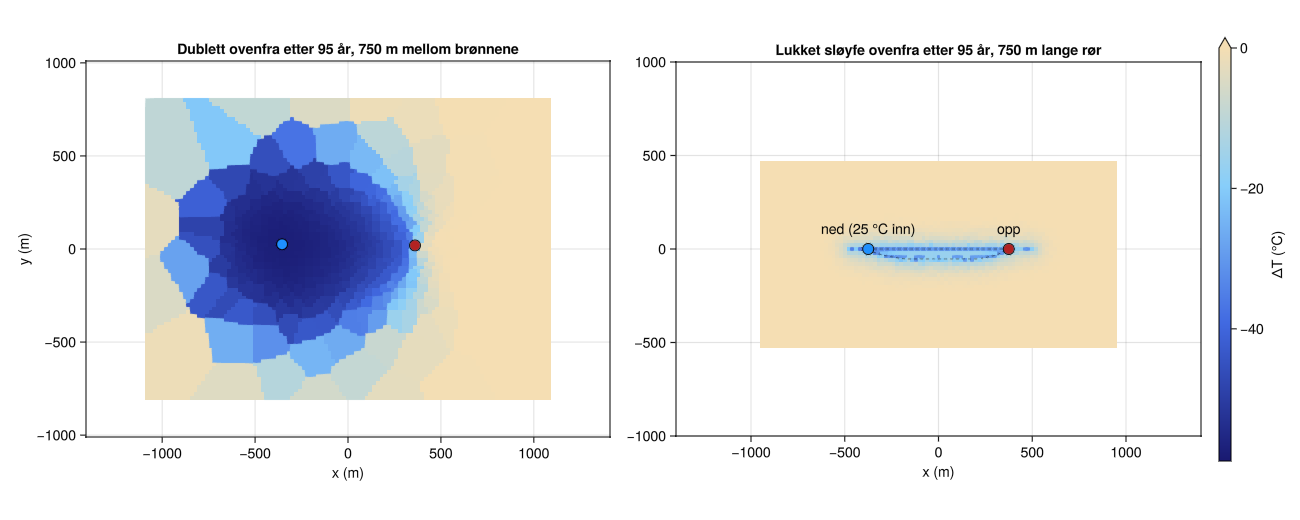 Dublett ovenfra etter 95 år, 750 m mellom brønnene
1000
500
0
−500
−1000
y (m)
−1000
−500
0
500
1000
x (m)
Lukket sløyfe ovenfra etter 95 år, 750 m lange rør
1000
500
0
−500
−1000
ned (25 °C inn)
opp
−1000
−500
0
500
1000
x (m)
0
−20
−40
ΔT (°C)